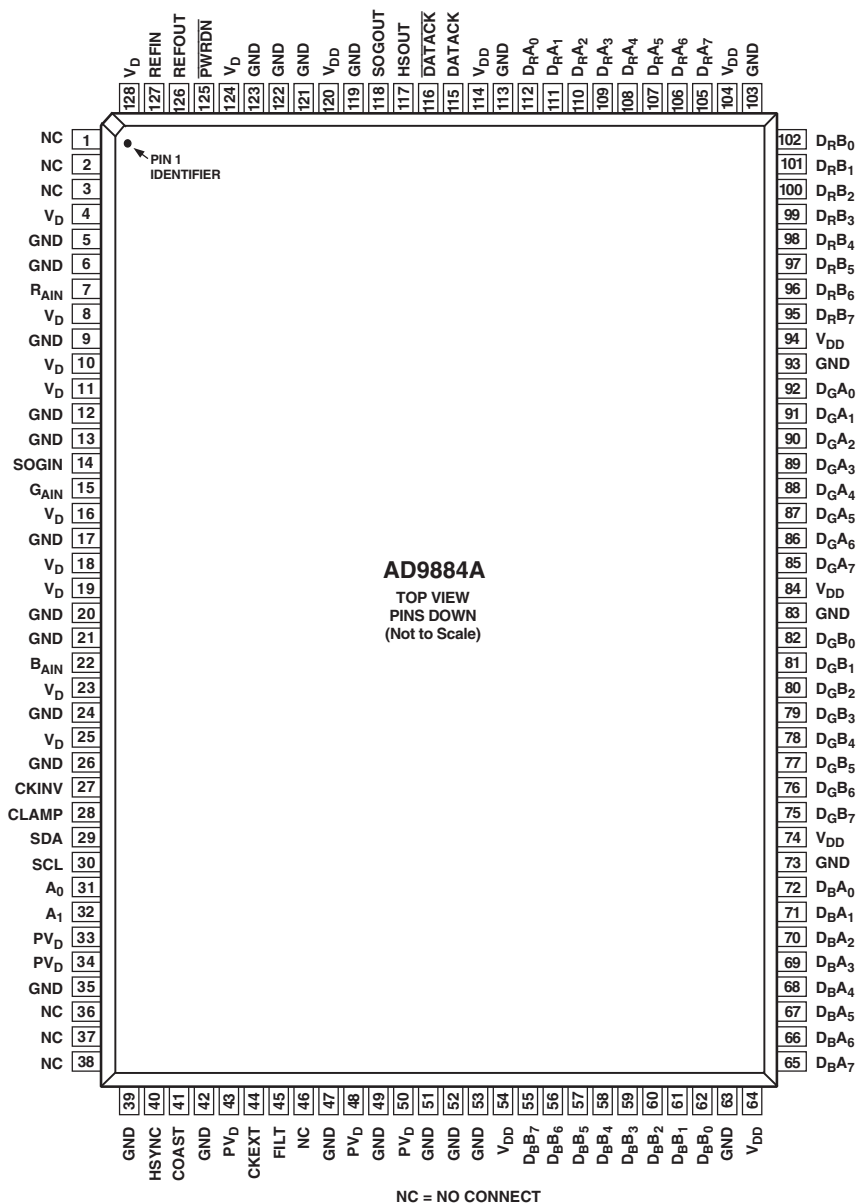 128 V_D
127 REFIN
126 REFOUT
125 P̅W̅R̅D̅N̅
124 V_D
123 GND
122 GND
121 GND
120 V_DD
119 GND
118 SOGOUT
117 HSOUT
116 D̅A̅T̅A̅C̅K̅
115 DATACK
114 V_DD
113 GND
112 D_RA_0
111 D_RA_1
110 D_RA_2
109 D_RA_3
108 D_RA_4
107 D_RA_5
106 D_RA_6
105 D_RA_7
104 V_DD
103 GND
NC 1
NC 2
NC 3
V_D 4
GND 5
GND 6
R_AIN 7
V_D 8
GND 9
V_D 10
V_D 11
GND 12
GND 13
SOGIN 14
G_AIN 15
V_D 16
GND 17
V_D 18
V_D 19
GND 20
GND 21
B_AIN 22
V_D 23
GND 24
V_D 25
GND 26
CKINV 27
CLAMP 28
SDA 29
SCL 30
A_0 31
A_1 32
PV_D 33
PV_D 34
GND 35
NC 36
NC 37
NC 38
PIN 1
IDENTIFIER
AD9884A
TOP VIEW
PINS DOWN
(Not to Scale)
102 D_RB_0
101 D_RB_1
100 D_RB_2
99 D_RB_3
98 D_RB_4
97 D_RB_5
96 D_RB_6
95 D_RB_7
94 V_DD
93 GND
92 D_GA_0
91 D_GA_1
90 D_GA_2
89 D_GA_3
88 D_GA_4
87 D_GA_5
86 D_GA_6
85 D_GA_7
84 V_DD
83 GND
82 D_GB_0
81 D_GB_1
80 D_GB_2
79 D_GB_3
78 D_GB_4
77 D_GB_5
76 D_GB_6
75 D_GB_7
74 V_DD
73 GND
72 D_BA_0
71 D_BA_1
70 D_BA_2
69 D_BA_3
68 D_BA_4
67 D_BA_5
66 D_BA_6
65 D_BA_7
39 GND
40 HSYNC
41 COAST
42 GND
43 PV_D
44 CKEXT
45 FILT
46 NC
47 GND
48 PV_D
49 GND
50 PV_D
51 GND
52 GND
53 GND
54 V_DD
55 D_BB_7
56 D_BB_6
57 D_BB_5
58 D_BB_4
59 D_BB_3
60 D_BB_2
61 D_BB_1
62 D_BB_0
63 GND
64 V_DD
NC = NO CONNECT